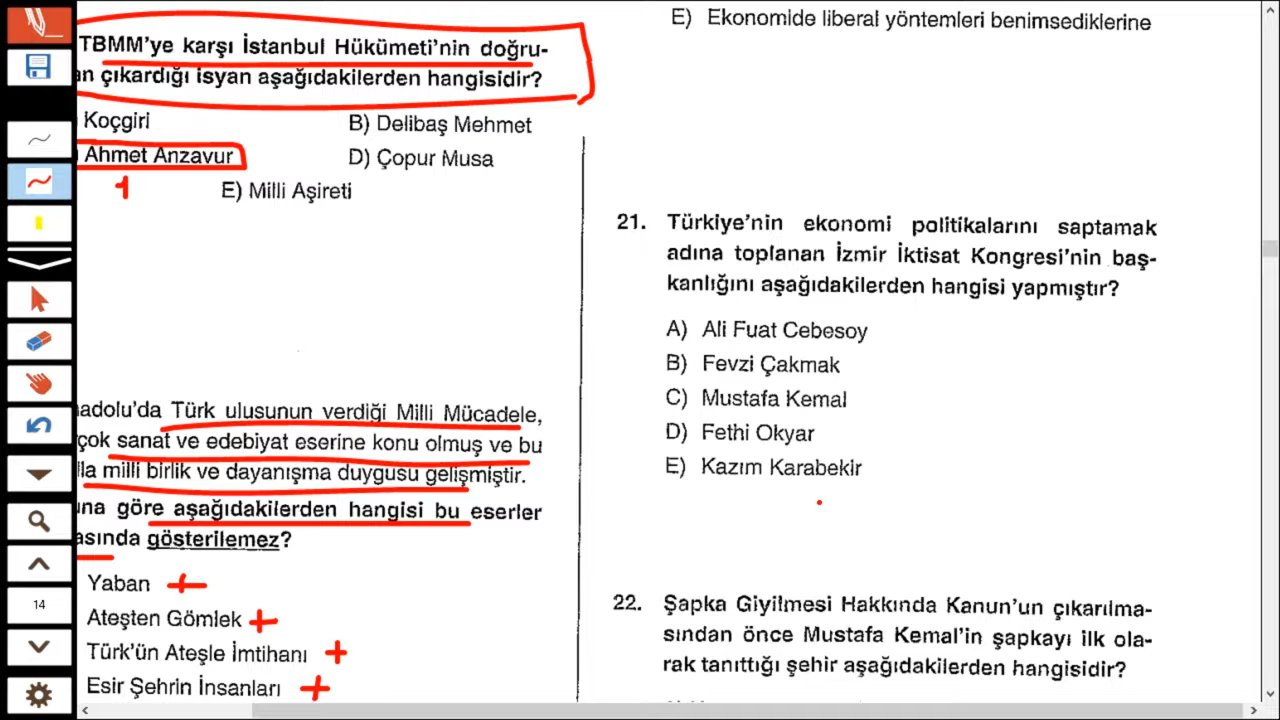 TBMM'ye karşı İstanbul Hükümeti'nin doğru-
an çıkardığı isyan aşağıdakilerden hangisidir?
) Koçgiri
B) Delibaş Mehmet
) Ahmet Anzavur
D) Çopur Musa
1
E) Milli Aşireti
nadolu'da Türk ulusunun verdiği Milli Mücadele,
çok sanat ve edebiyat eserine konu olmuş ve bu
lla milli birlik ve dayanışma duygusu gelişmiştir.
una göre aşağıdakilerden hangisi bu eserler
asında gösterilemez?
Yaban +
Ateşten Gömlek +
Türk'ün Ateşle İmtihanı +
Esir Şehrin İnsanları +
E) Ekonomide liberal yöntemleri benimsediklerine
21. Türkiye'nin ekonomi politikalarını saptamak
adına toplanan İzmir İktisat Kongresi'nin baş-
kanlığını aşağıdakilerden hangisi yapmıştır?
A) Ali Fuat Cebesoy
B) Fevzi Çakmak
C) Mustafa Kemal
D) Fethi Okyar
E) Kazım Karabekir
22. Şapka Giyilmesi Hakkında Kanun'un çıkarılma-
sından önce Mustafa Kemal'in şapkayı ilk ola-
rak tanıttığı şehir aşağıdakilerden hangisidir?
14